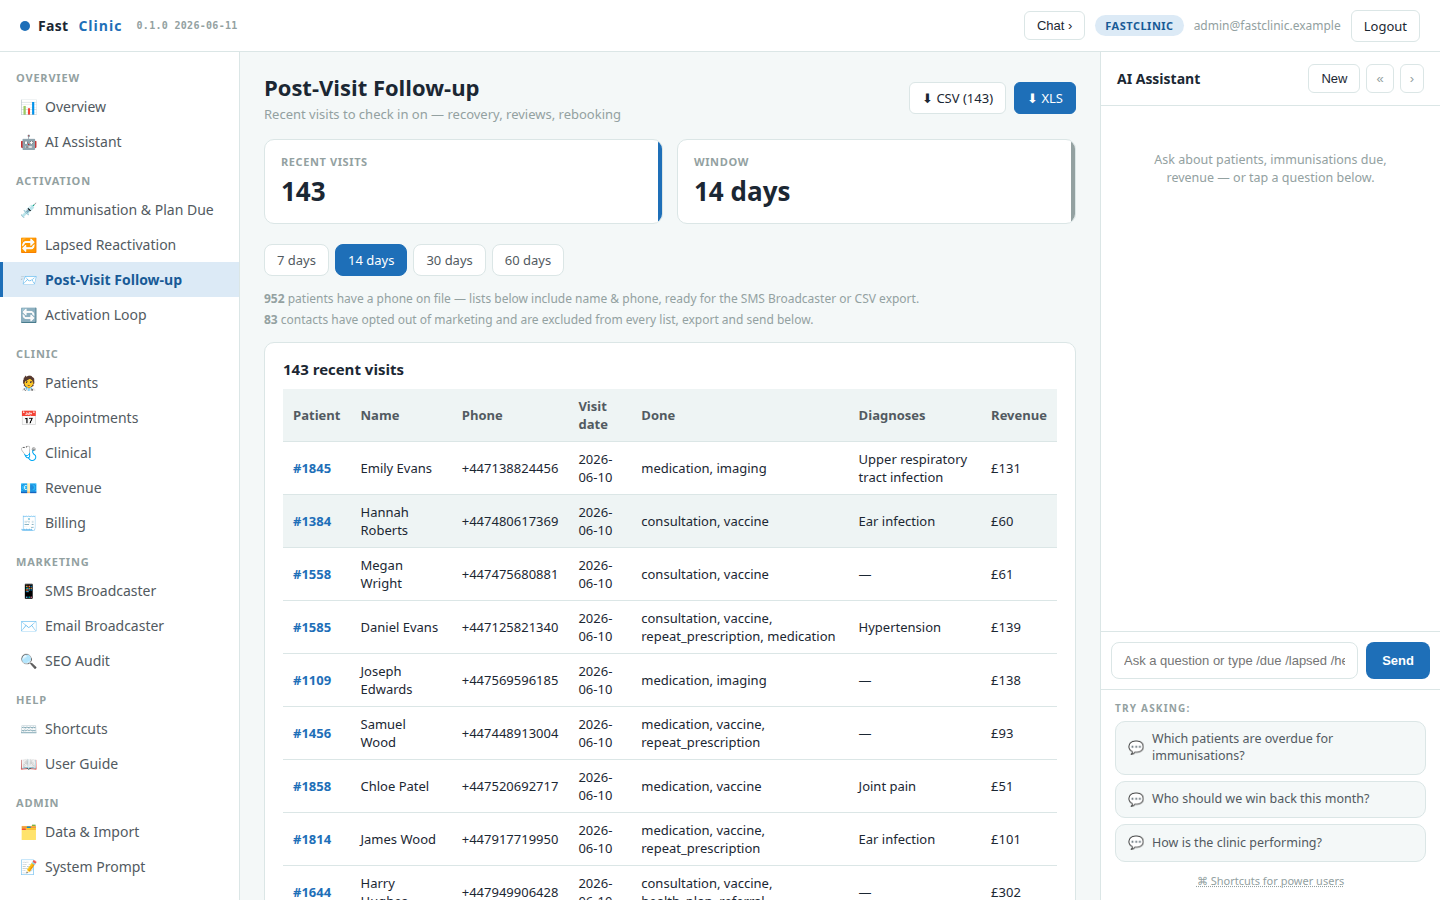 Fast Clinic 0.1.0 2026-06-11
Chat › FASTCLINIC admin@fastclinic.example Logout
OVERVIEW
Overview
AI Assistant
ACTIVATION
Immunisation & Plan Due
Lapsed Reactivation
Post-Visit Follow-up
Activation Loop
CLINIC
Patients
Appointments
Clinical
Revenue
Billing
MARKETING
SMS Broadcaster
Email Broadcaster
SEO Audit
HELP
Shortcuts
User Guide
ADMIN
Data & Import
System Prompt
Post-Visit Follow-up
Recent visits to check in on — recovery, reviews, rebooking
⬇ CSV (143) ⬇ XLS
RECENT VISITS
143
WINDOW
14 days
7 days 14 days 30 days 60 days
952 patients have a phone on file — lists below include name & phone, ready for the SMS Broadcaster or CSV export.
83 contacts have opted out of marketing and are excluded from every list, export and send below.
143 recent visits
Patient Name Phone Visit date Done Diagnoses Revenue
#1845 Emily Evans +447138824456 2026-06-10 medication, imaging Upper respiratory tract infection £131
#1384 Hannah Roberts +447480617369 2026-06-10 consultation, vaccine Ear infection £60
#1558 Megan Wright +447475680881 2026-06-10 consultation, vaccine — £61
#1585 Daniel Evans +447125821340 2026-06-10 consultation, vaccine, repeat_prescription, medication Hypertension £139
#1109 Joseph Edwards +447569596185 2026-06-10 medication, imaging — £138
#1456 Samuel Wood +447448913004 2026-06-10 medication, vaccine, repeat_prescription — £93
#1858 Chloe Patel +447520692717 2026-06-10 medication, vaccine Joint pain £51
#1814 James Wood +447917719950 2026-06-10 medication, vaccine, repeat_prescription Ear infection £101
#1644 Harry +447949906428 2026- consultation, vaccine, — £302
AI Assistant New « ›
Ask about patients, immunisations due,
revenue — or tap a question below.
Ask a question or type /due /lapsed /he Send
TRY ASKING:
Which patients are overdue for
immunisations?
Who should we win back this month?
How is the clinic performing?
⌘ Shortcuts for power users